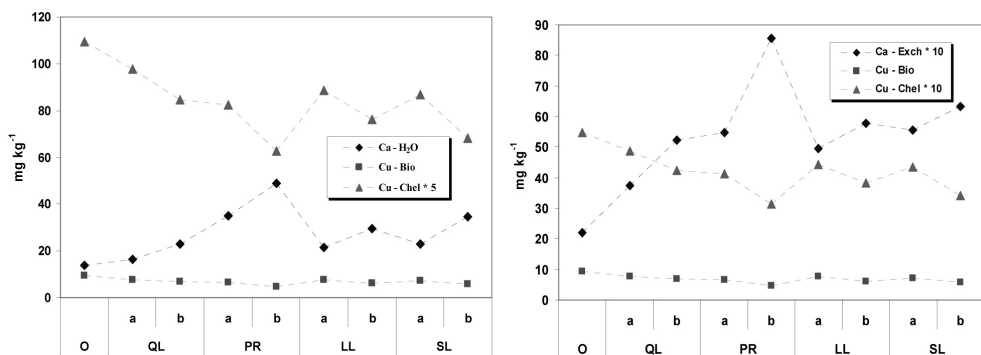 120
100
80
60
40
20
0
mg kg-1
Ca - H2O
Cu - Bio
Cu - Chel * 5
a b a b a b a b
O QL PR LL SL
90
80
70
60
50
40
30
20
10
0
mg kg-1
Ca - Exch * 10
Cu - Bio
Cu - Chel * 10
a b a b a b a b
O QL PR LL SL